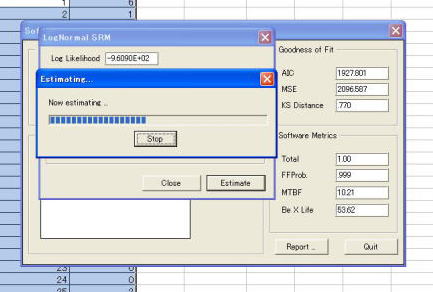 1 6
2 1
Sof
LogNormal SRM
Log Likelihood -9.6090E+02
Estimating...
Now estimating ..
Stop
Close Estimate
Goodness of Fit
AIC 1927.801
MSE 2096.587
KS Distance .770
Software Metrics
Total 1.00
FFProb. .999
MTBF 10.21
Be X Life 53.62
Report .. Quit
23 0
24 0
25 2